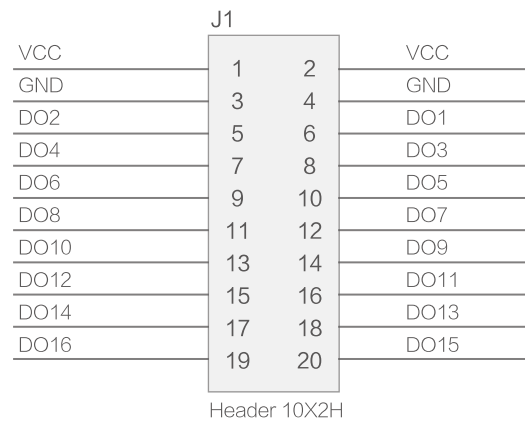 J1
VCC 1 2 VCC
GND 3 4 GND
DO2 5 6 DO1
DO4 7 8 DO3
DO6 9 10 DO5
DO8 11 12 DO7
DO10 13 14 DO9
DO12 15 16 DO11
DO14 17 18 DO13
DO16 19 20 DO15
Header 10X2H